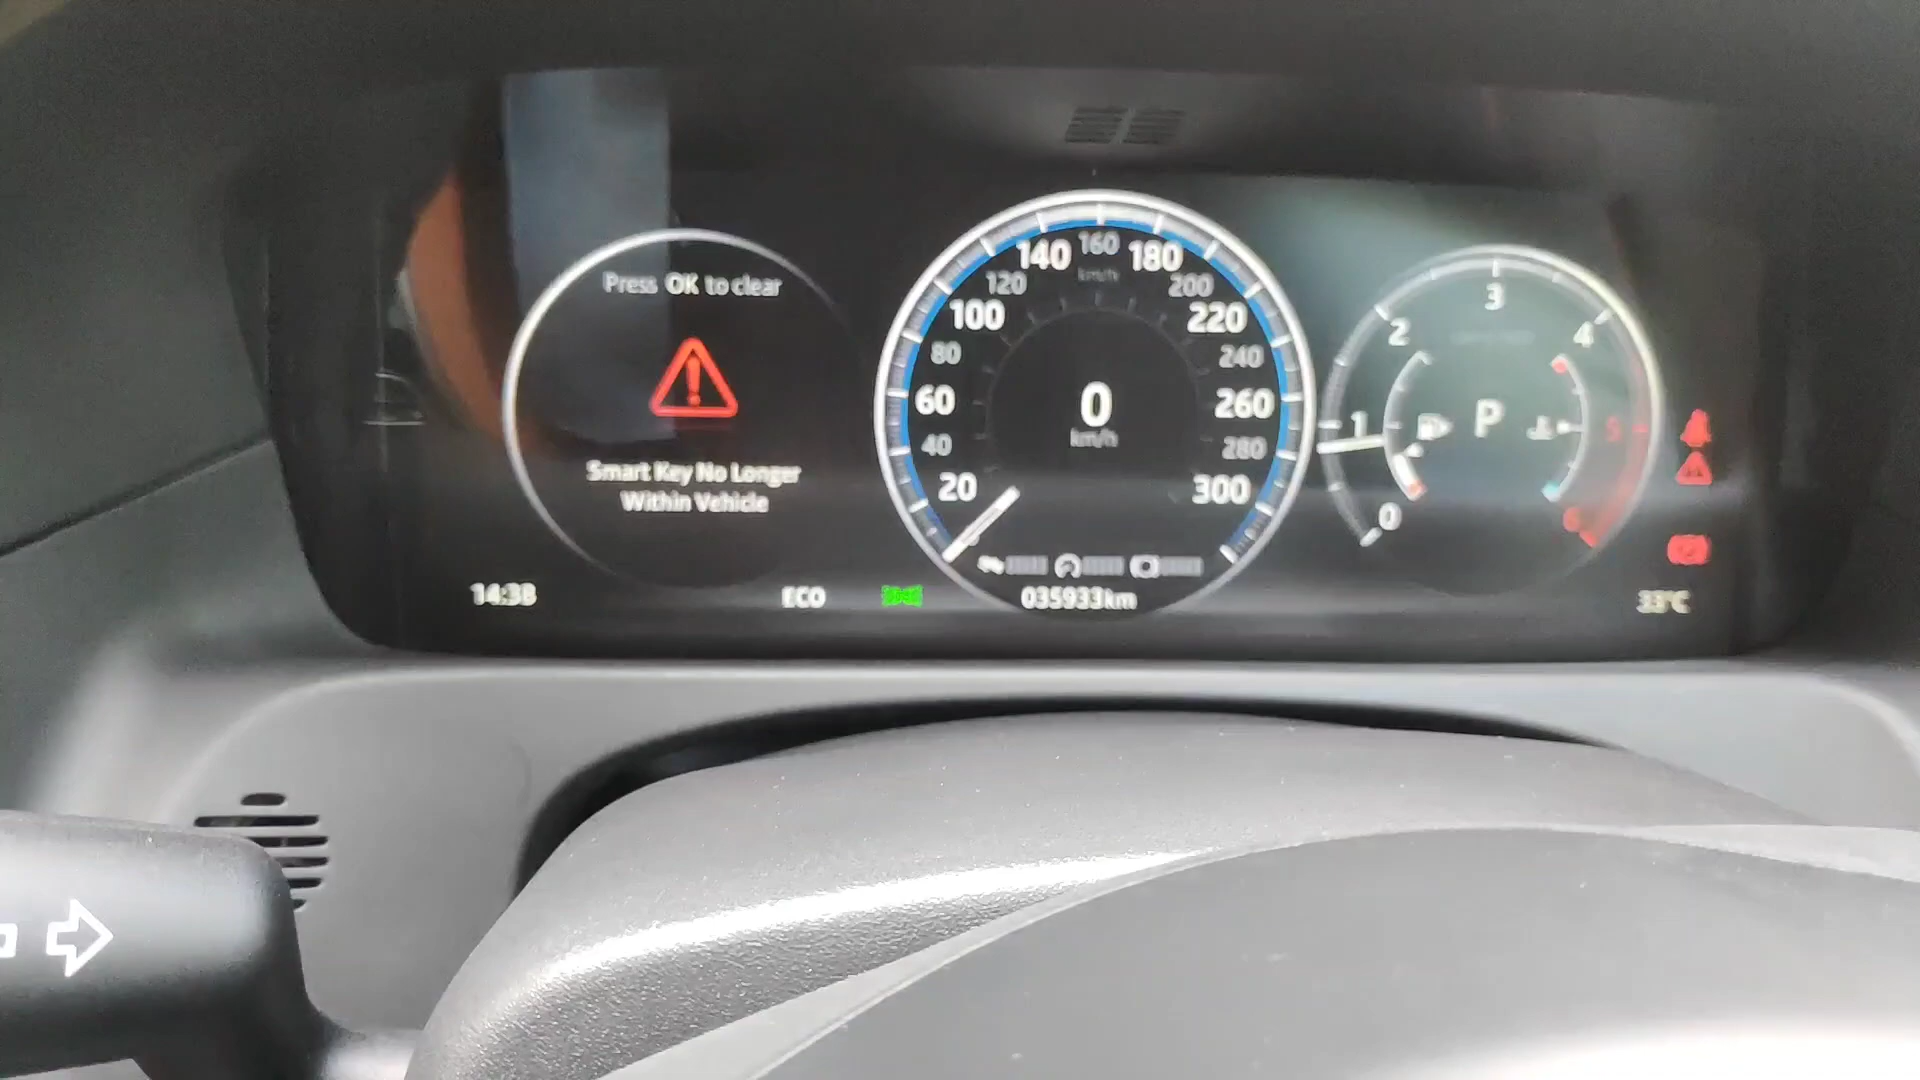 Press OK to clear
Smart Key No Longer
Within Vehicle
14:38
ECO
20
40
60
80
100
120
140
160
180
200
220
240
260
280
300
km/h
0
km/h
035933km
0
1
2
3
4
5
6
P
33°C